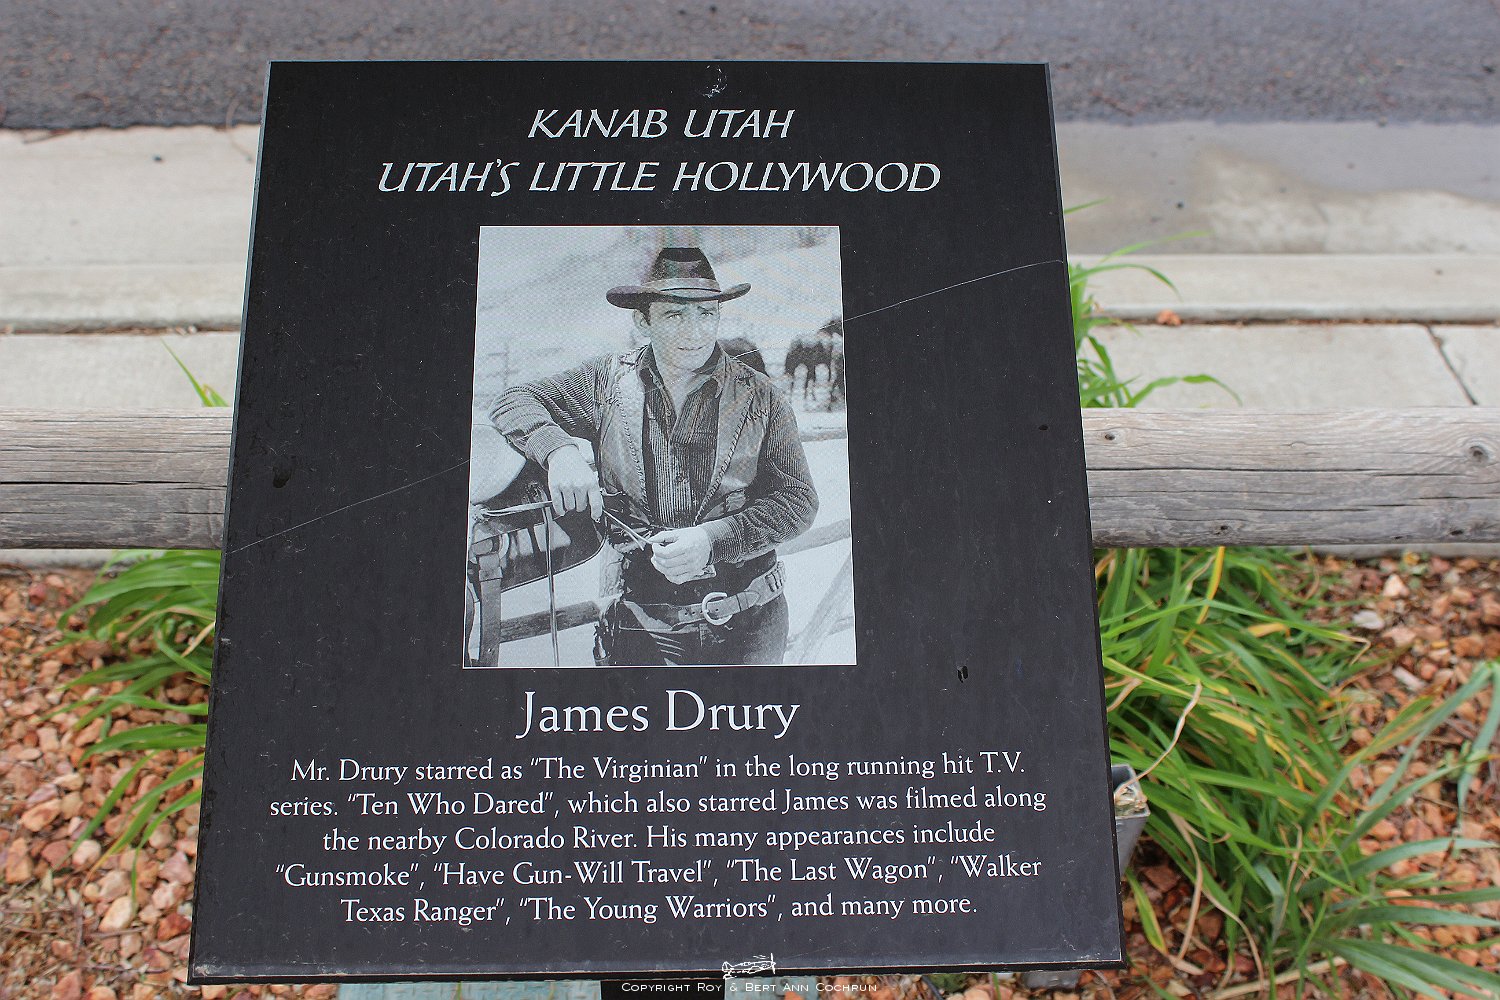 KANAB UTAH
UTAH'S LITTLE HOLLYWOOD
James Drury
Mr. Drury starred as "The Virginian" in the long running hit T.V.
series. "Ten Who Dared", which also starred James was filmed along
the nearby Colorado River. His many appearances include
"Gunsmoke", "Have Gun-Will Travel", "The Last Wagon", "Walker
Texas Ranger", "The Young Warriors", and many more.
Copyright Roy & Bert Ann Cochrun